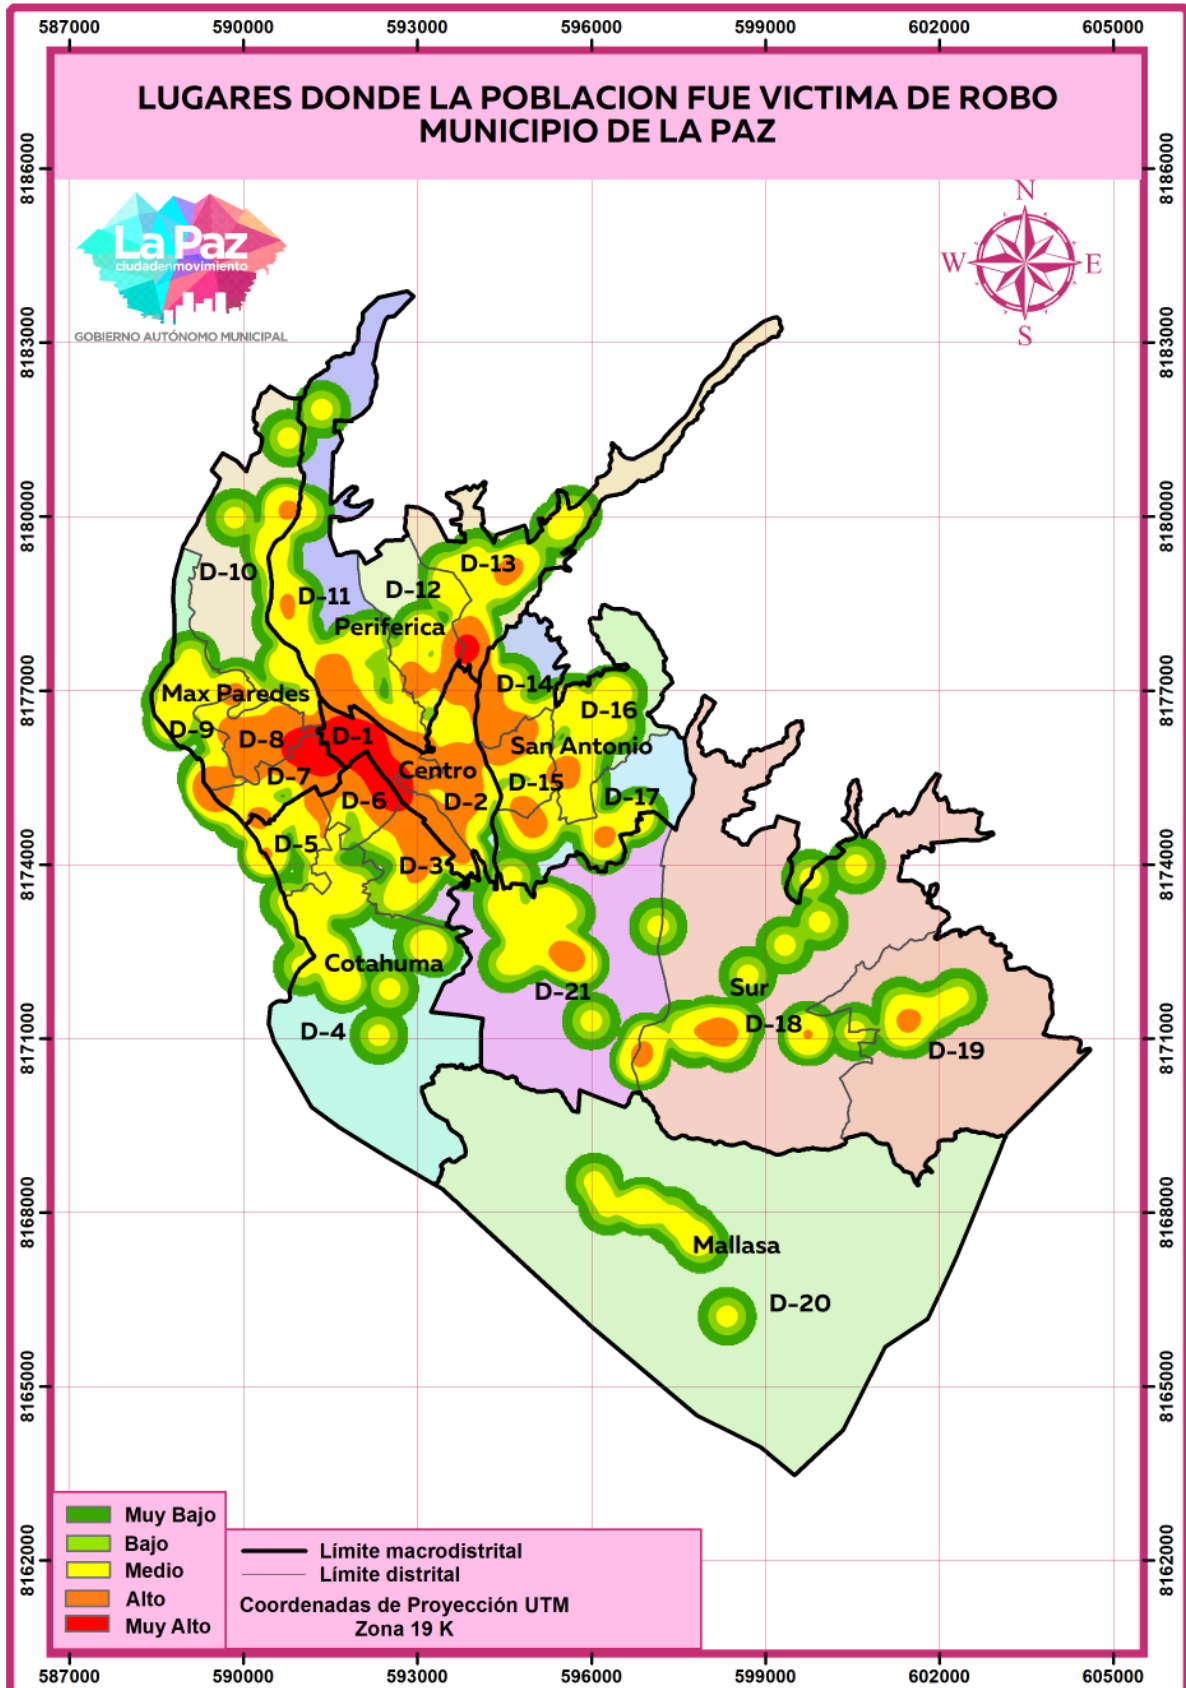 587000 590000 593000 596000 599000 602000 605000
LUGARES DONDE LA POBLACION FUE VICTIMA DE ROBO
MUNICIPIO DE LA PAZ
8186000 8186000
La Paz
ciudadenmovimiento
GOBIERNO AUTÓNOMO MUNICIPAL
N
W E
S
8183000 8183000
8180000 8180000
D-13
D-10
D-12
D-11
Periferica
8177000 8177000
D-14
Max Paredes
D-16
D-9
D-8
D-1
San Antonio
Centro
D-7
D-15
D-6
D-2
D-17
D-5
D-3
8174000 8174000
Cotahuma
Sur
D-21
D-18
D-4
8171000 8171000
D-19
8168000 8168000
Mallasa
D-20
8165000 8165000
Muy Bajo
Bajo
Medio
Alto
Muy Alto
Límite macrodistrital
Límite distrital
Coordenadas de Proyección UTM
Zona 19 K
8162000 8162000
587000 590000 593000 596000 599000 602000 605000